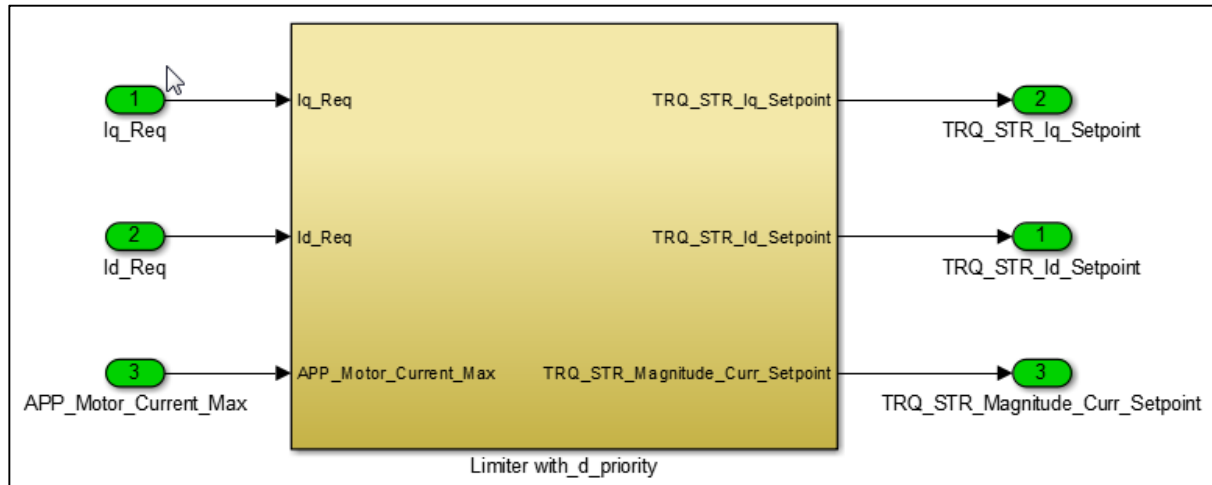 1
Iq_Req
Iq_Req
TRQ_STR_Iq_Setpoint
2
TRQ_STR_Iq_Setpoint
2
Id_Req
Id_Req
TRQ_STR_Id_Setpoint
1
TRQ_STR_Id_Setpoint
3
APP_Motor_Current_Max
APP_Motor_Current_Max
TRQ_STR_Magnitude_Curr_Setpoint
3
TRQ_STR_Magnitude_Curr_Setpoint
Limiter with_d_priority